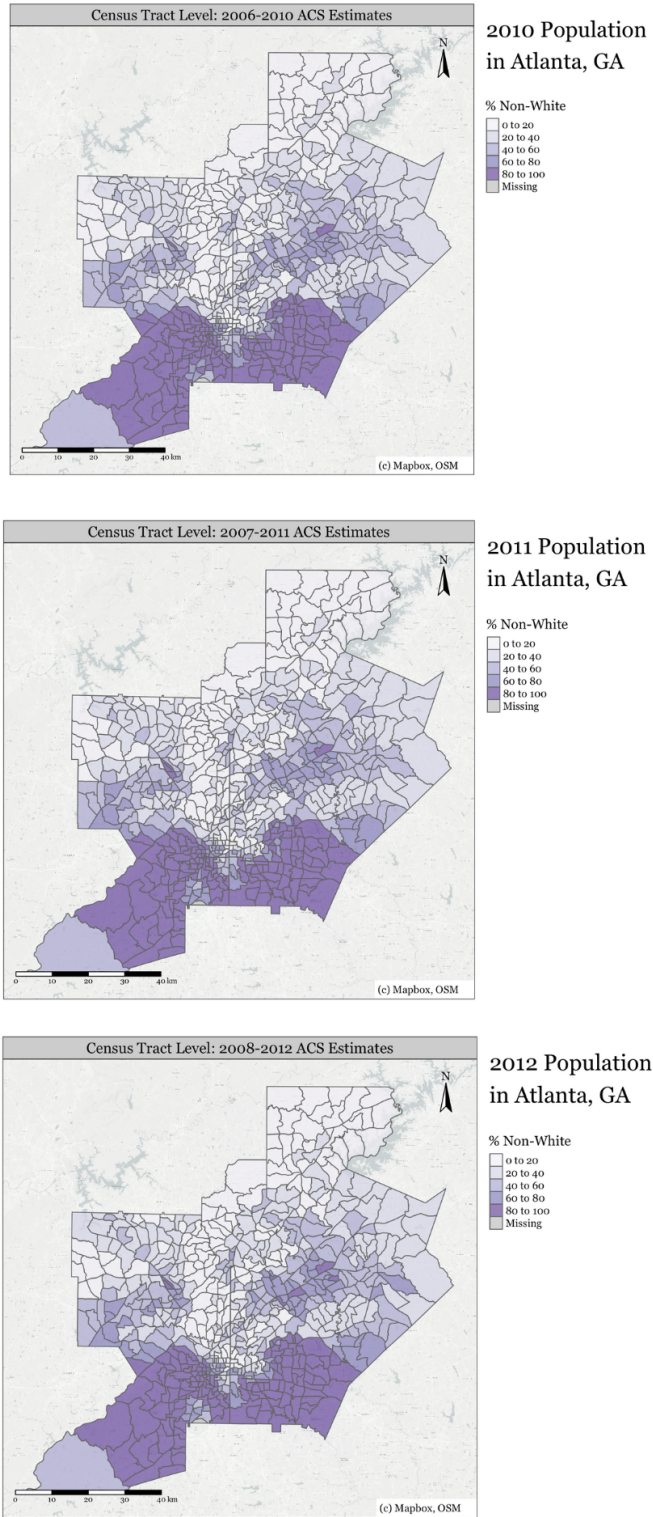 Census Tract Level: 2006-2010 ACS Estimates
2010 Population
in Atlanta, GA
N
% Non-White
0 to 20
20 to 40
40 to 60
60 to 80
80 to 100
Missing
0 10 20 30 40 km
(c) Mapbox, OSM
Census Tract Level: 2007-2011 ACS Estimates
2011 Population
in Atlanta, GA
N
% Non-White
0 to 20
20 to 40
40 to 60
60 to 80
80 to 100
Missing
0 10 20 30 40 km
(c) Mapbox, OSM
Census Tract Level: 2008-2012 ACS Estimates
2012 Population
in Atlanta, GA
N
% Non-White
0 to 20
20 to 40
40 to 60
60 to 80
80 to 100
Missing
0 10 20 30 40 km
(c) Mapbox, OSM